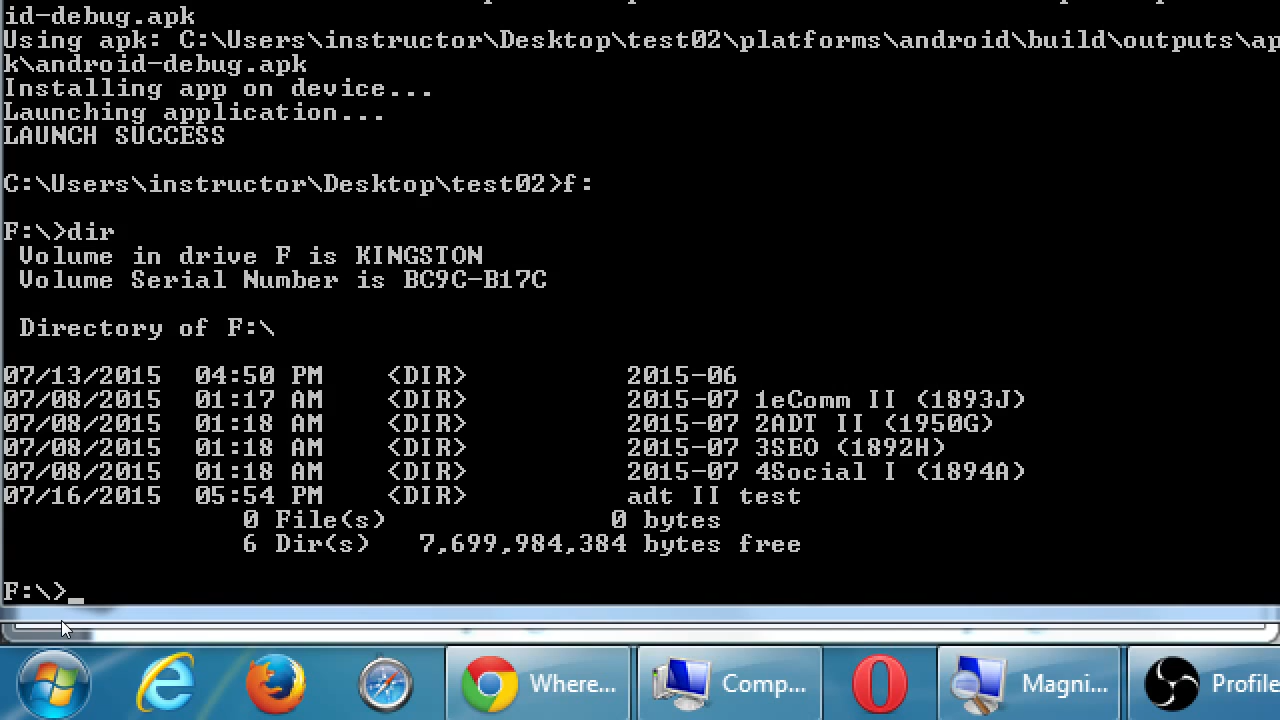 id-debug.apk
Using apk: C:\Users\instructor\Desktop\test02\platforms\android\build\outputs\ap
k\android-debug.apk
Installing app on device...
Launching application...
LAUNCH SUCCESS
C:\Users\instructor\Desktop\test02>f:
F:\>dir
Volume in drive F is KINGSTON
Volume Serial Number is BC9C-B17C
Directory of F:\
07/13/2015  04:50 PM    <DIR>          2015-06
07/08/2015  01:17 AM    <DIR>          2015-07 1eComm II (1893J)
07/08/2015  01:18 AM    <DIR>          2015-07 2ADT II (1950G)
07/08/2015  01:18 AM    <DIR>          2015-07 3SEO (1892H)
07/08/2015  01:18 AM    <DIR>          2015-07 4Social I (1894A)
07/16/2015  05:54 PM    <DIR>          adt II test
0 File(s)              0 bytes
6 Dir(s)   7,699,984,384 bytes free
F:\>_
Where... Comp... Magni... Profile